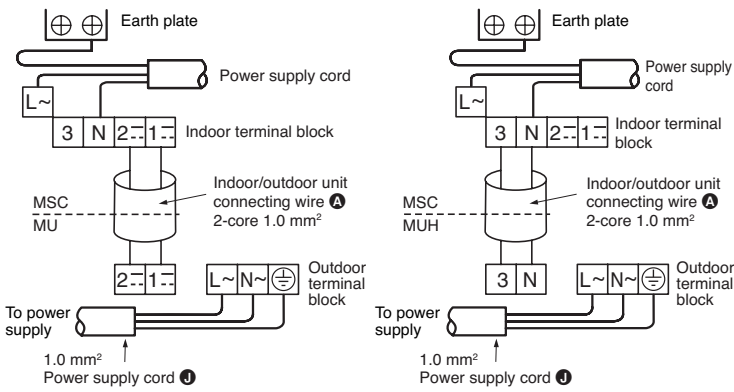 Earth plate
Power supply cord
L~
3 N 2⎓ 1⎓
Indoor terminal block
Indoor/outdoor unit
connecting wire A
2-core 1.0 mm²
MSC
MU
2⎓ 1⎓
L~ N~
Outdoor
terminal
block
To power
supply
1.0 mm²
Power supply cord J
Earth plate
Power supply
cord
L~
3 N 2⎓ 1⎓
Indoor terminal
block
Indoor/outdoor unit
connecting wire A
2-core 1.0 mm²
MSC
MUH
3 N
L~ N~
Outdoor
terminal
block
To power
supply
1.0 mm²
Power supply cord J